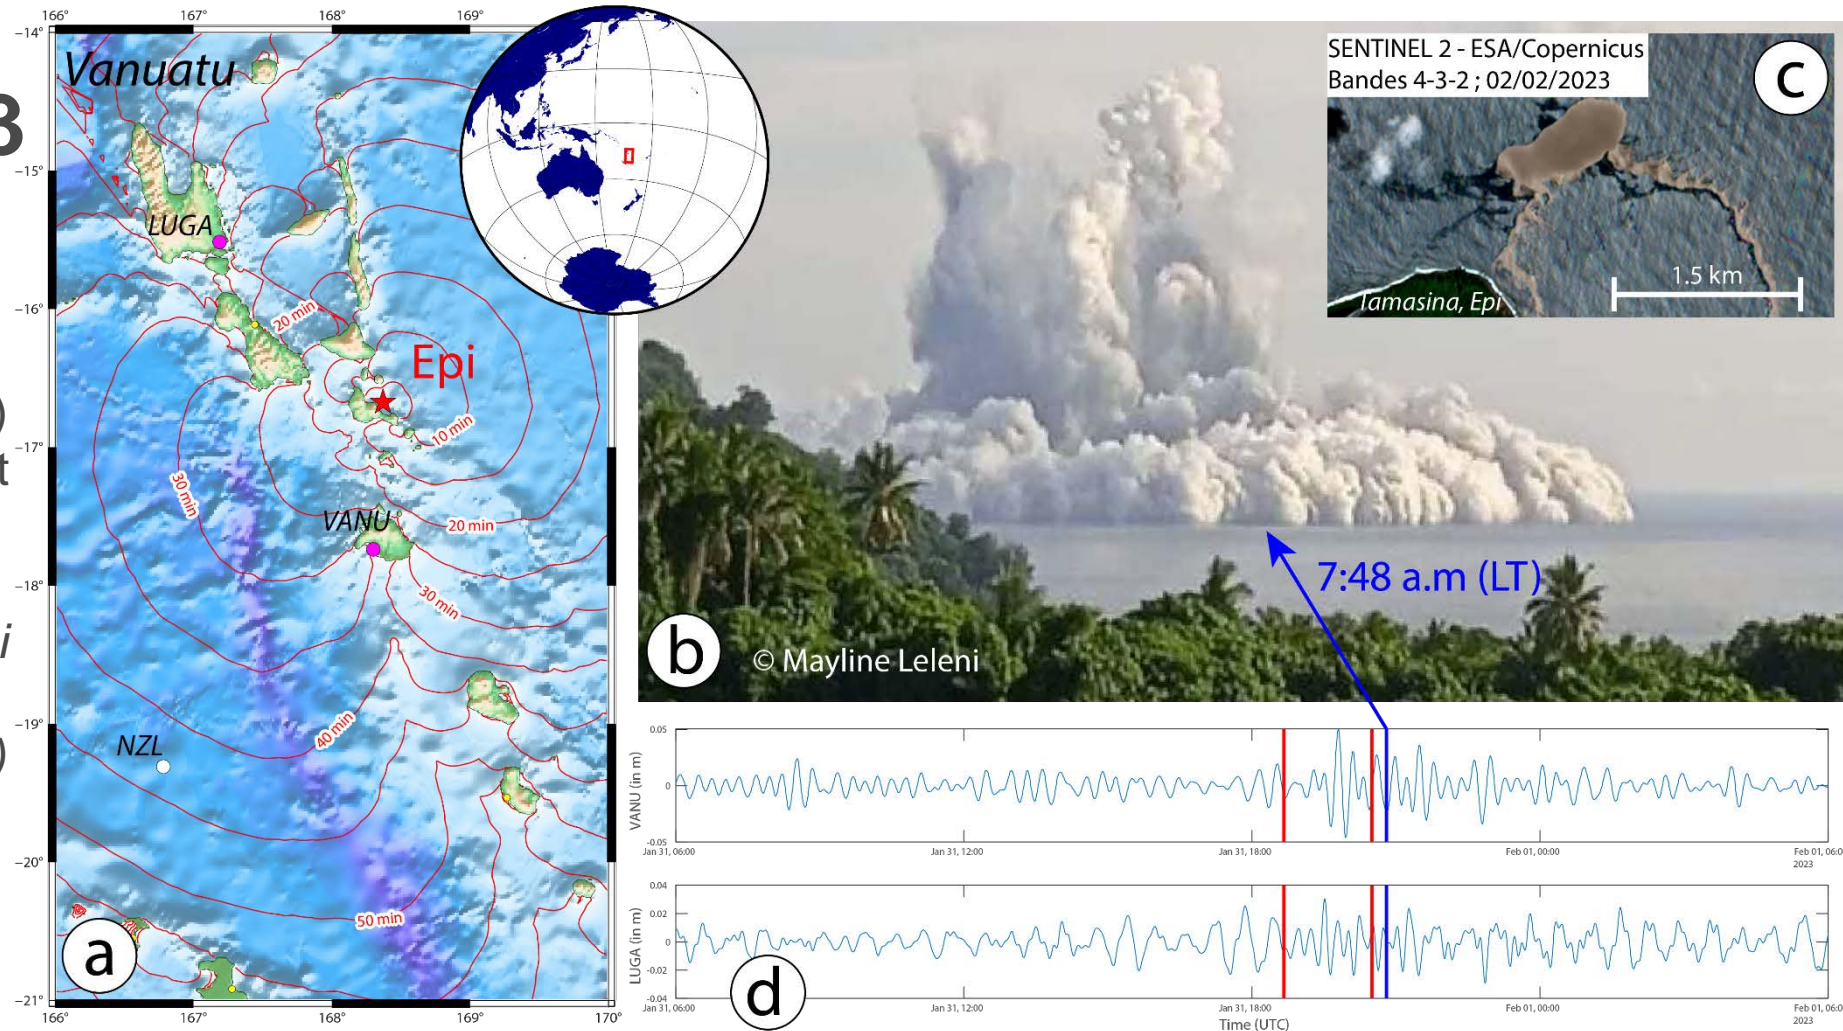 166°
167°
168°
169°
−14°
Vanuatu
3
−15°
LUGA
−16°
20 min
Epi
)
10 min
−17°
t
30 min
VANU
20 min
−18°
30 min
i
−19°
40 min
NZL
)
−20°
50 min
a
−21°
166°
167°
168°
169°
170°
SENTINEL 2 - ESA/Copernicus
Bandes 4-3-2 ; 02/02/2023
c
1.5 km
Tamasina, Epi
7:48 a.m (LT)
b
© Mayline Leleni
VANU (in m)
0.05
0
-0.05
Jan 31, 06:00
Jan 31, 12:00
Jan 31, 18:00
Feb 01, 00:00
Feb 01, 06:0
2023
LUGA (in m)
0.04
0.02
0
-0.02
-0.04
d
Jan 31, 06:00
Jan 31, 12:00
Jan 31, 18:00
Feb 01, 00:00
Feb 01, 06:0
2023
Time (UTC)